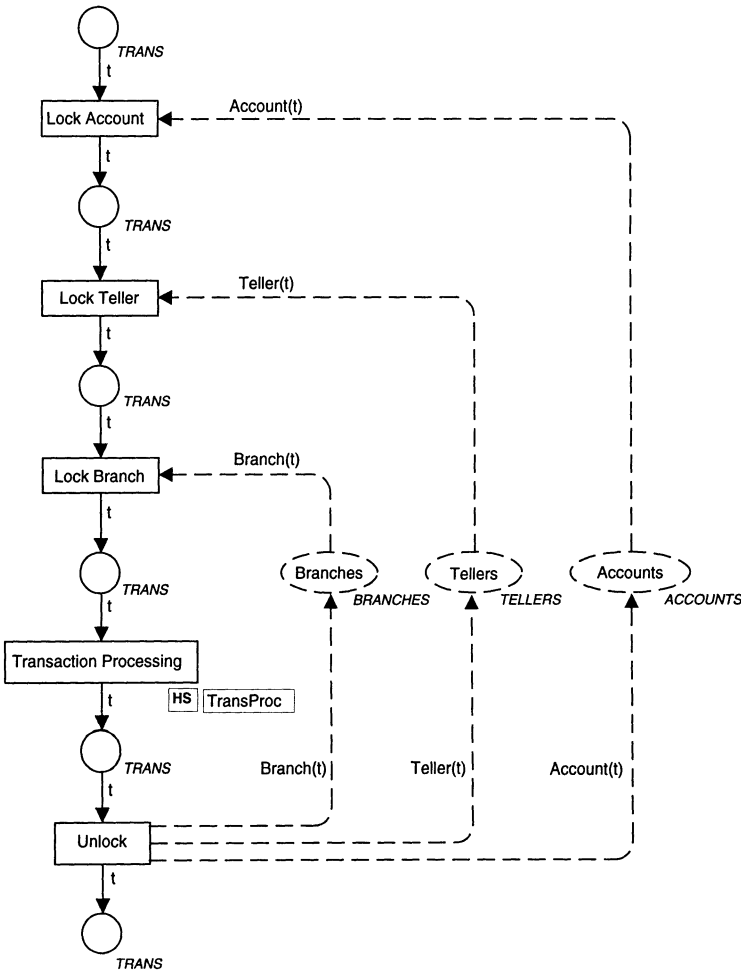 TRANS
t
Lock Account
Account(t)
t
TRANS
t
Lock Teller
Teller(t)
t
TRANS
t
Lock Branch
Branch(t)
t
Branches
Tellers
Accounts
TRANS
BRANCHES
TELLERS
ACCOUNTS
t
Transaction Processing
t
HS
TransProc
TRANS
Branch(t)
Teller(t)
Account(t)
t
Unlock
t
TRANS